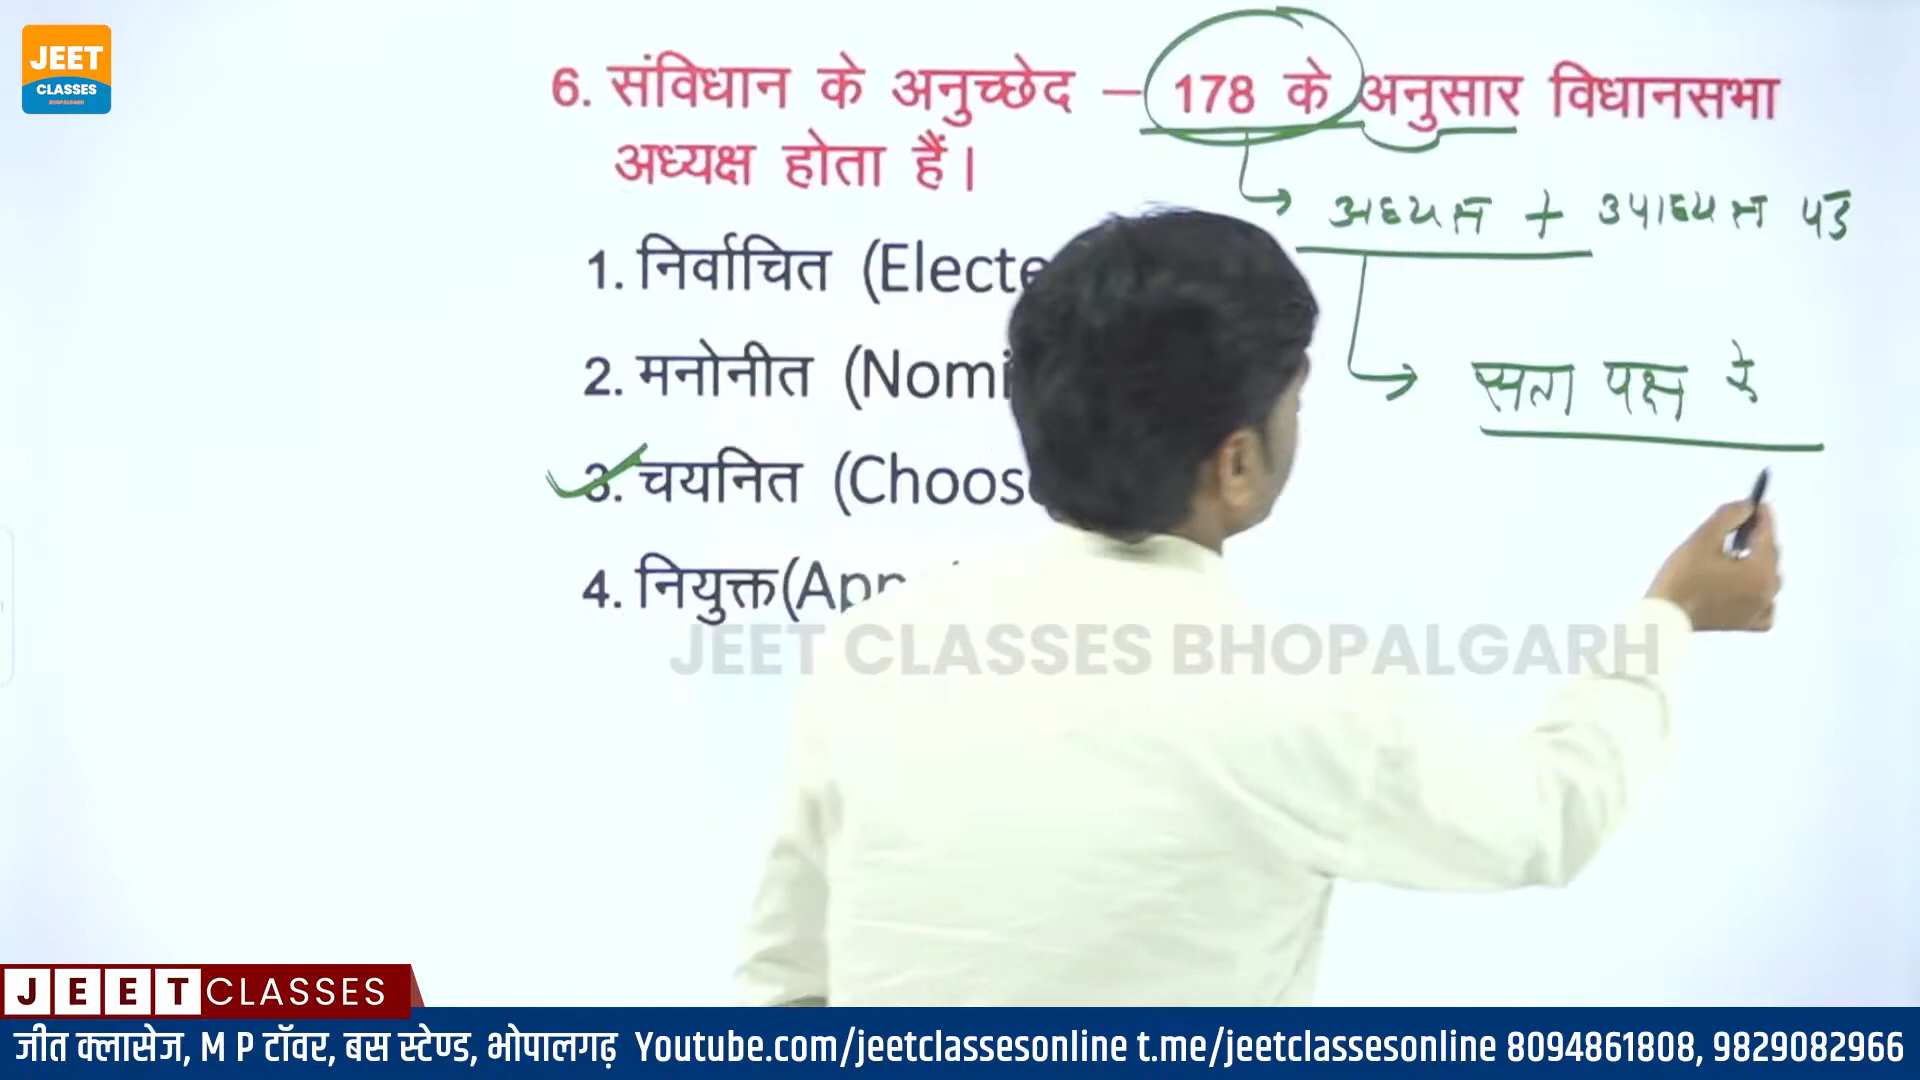 JEET
CLASSES
BHOPALGARH
6. संविधान के अनुच्छेद – 178 के अनुसार विधानसभा
अध्यक्ष होता हैं।
अध्यक्ष + उपाध्यक्ष पद
1. निर्वाचित (Electe
2. मनोनीत (Nomi
सत्ता पक्ष से
3. चयनित (Choos
4. नियुक्त(App
JEET CLASSES BHOPALGARH
JEET CLASSES
जीत क्लासेज, M P टॉवर, बस स्टेण्ड, भोपालगढ़ Youtube.com/jeetclassesonline t.me/jeetclassesonline 8094861808, 9829082966